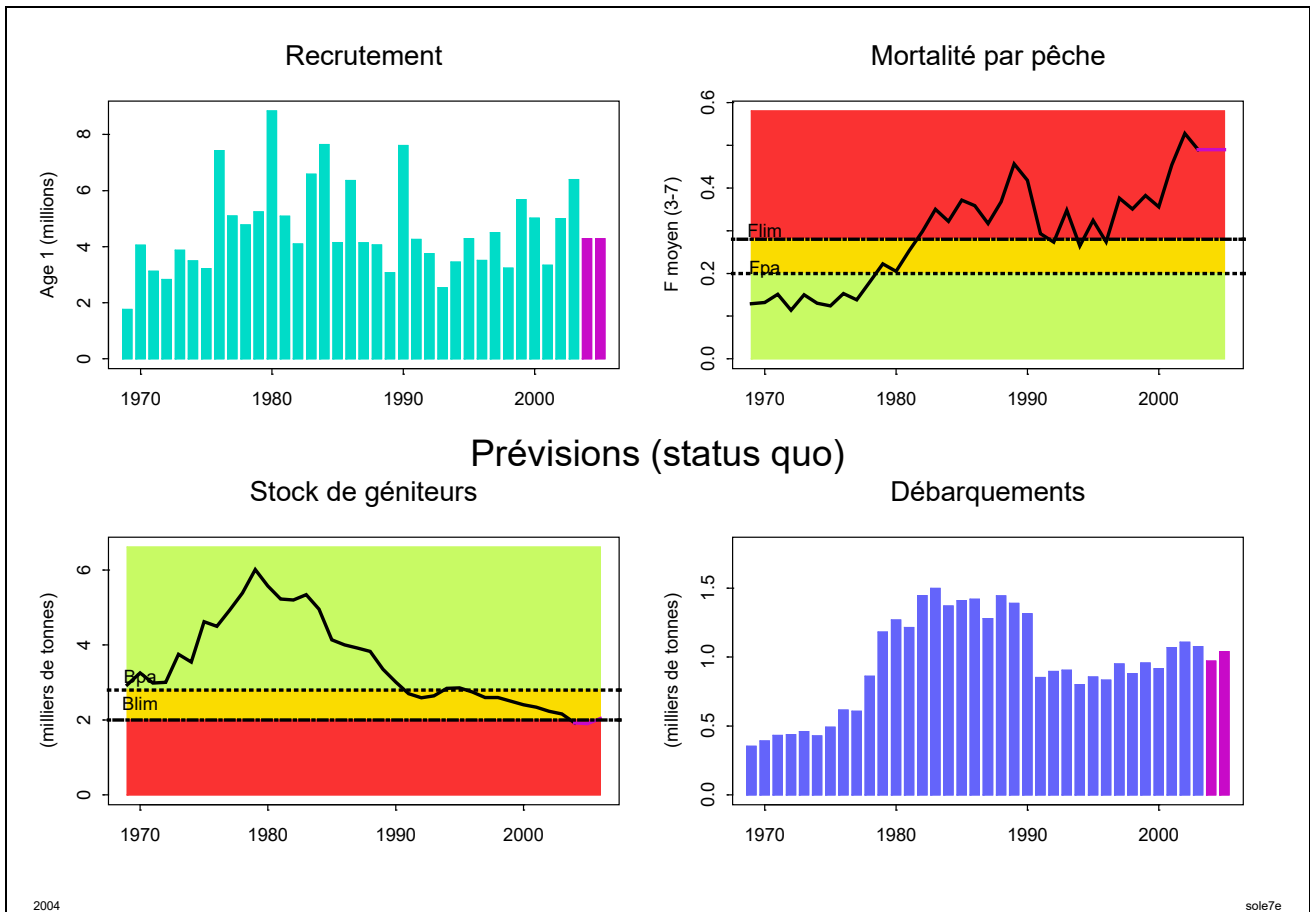 Recrutement
Age 1 (millions)
0 2 4 6 8
1970 1980 1990 2000
Mortalité par pêche
F moyen (3-7)
0.0 0.2 0.4 0.6
Flim
Fpa
1970 1980 1990 2000
Prévisions (status quo)
Stock de géniteurs
(milliers de tonnes)
0 2 4 6
Bpa
Blim
1970 1980 1990 2000
Débarquements
(milliers de tonnes)
0.0 0.5 1.0 1.5
1970 1980 1990 2000
2004
sole7e